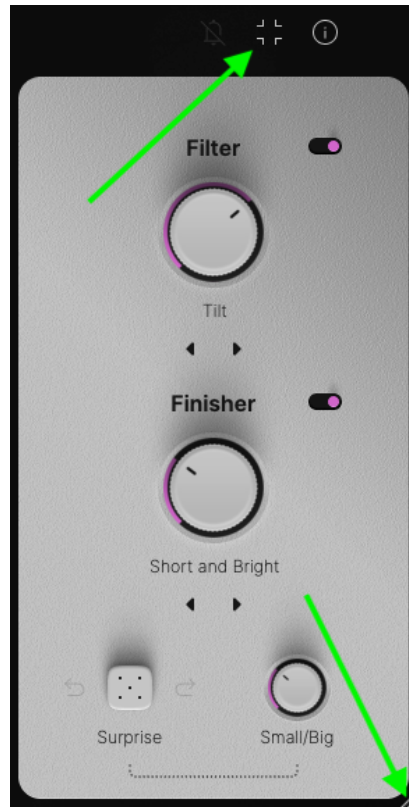 Filter
Tilt
Finisher
Short and Bright
Surprise
Small/Big